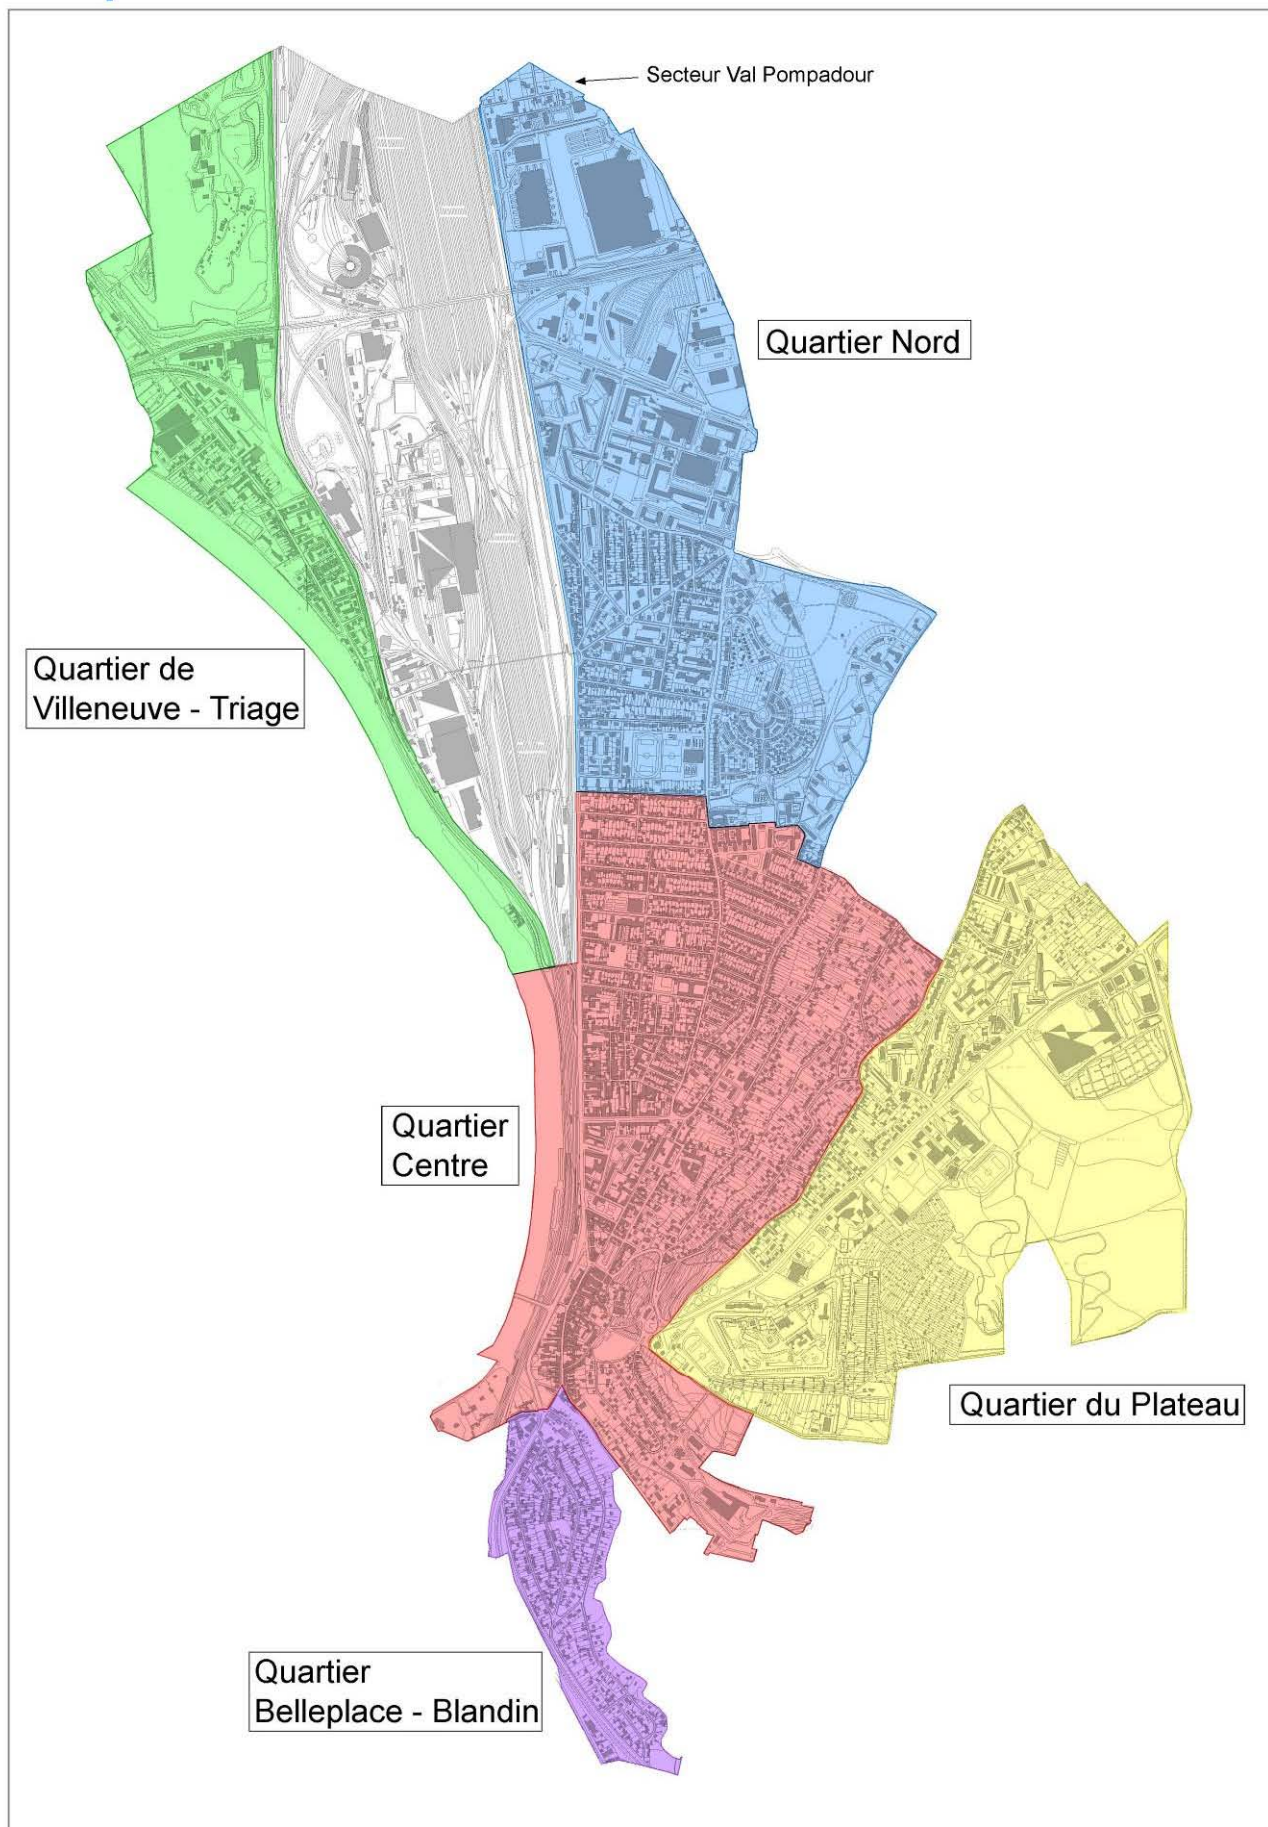 Secteur Val Pompadour
Quartier Nord
Quartier de
Villeneuve - Triage
Quartier
Centre
Quartier du Plateau
Quartier
Belleplace - Blandin